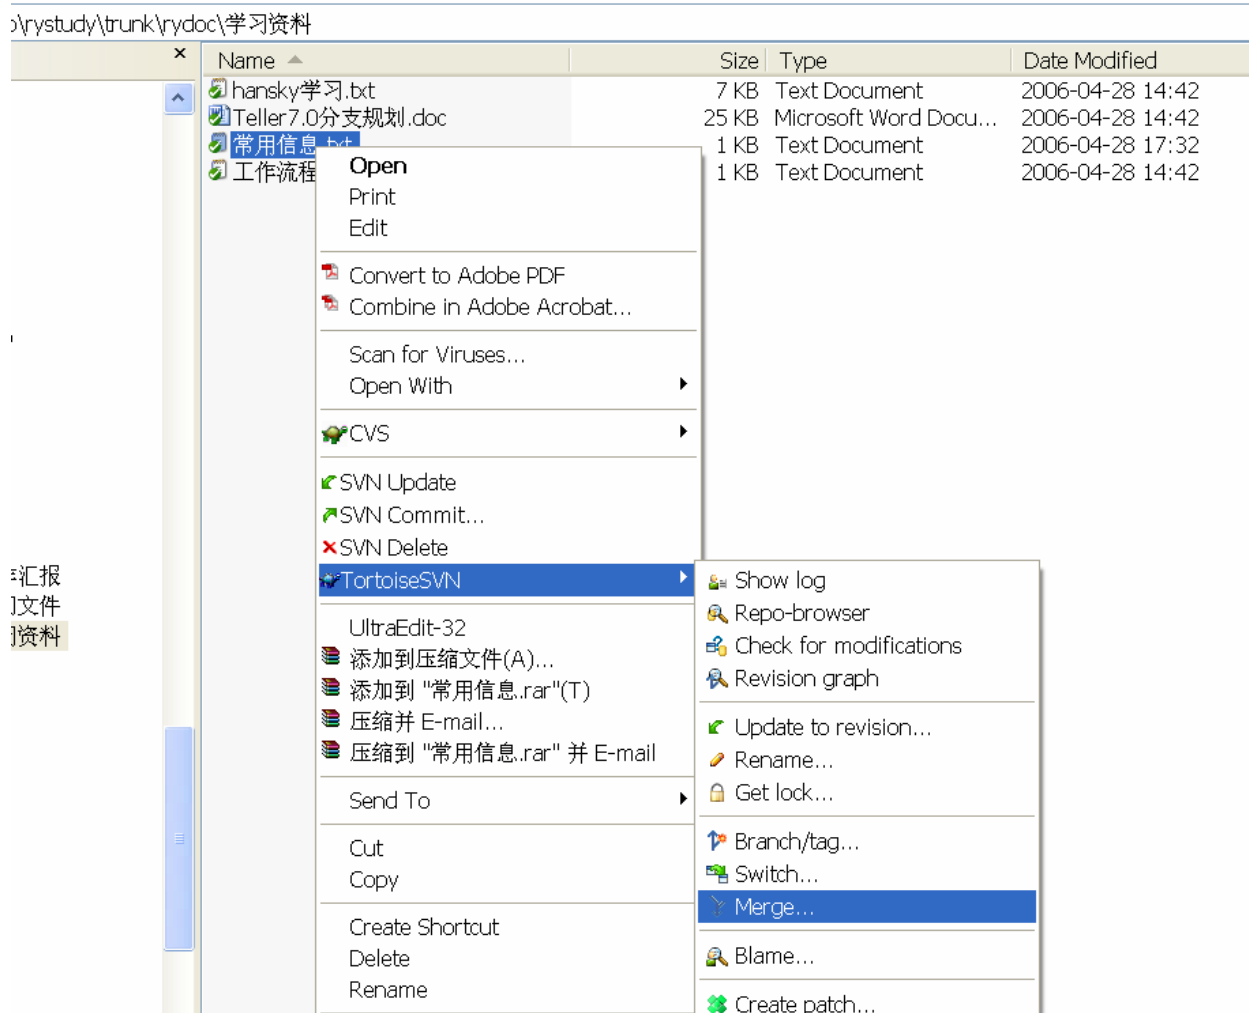 \rystudy\trunk\rydoc\学习资料
Name Size Type Date Modified
hansky学习.txt 7 KB Text Document 2006-04-28 14:42
Teller7.0分支规划.doc 25 KB Microsoft Word Docu... 2006-04-28 14:42
常用信息.txt 1 KB Text Document 2006-04-28 17:32
工作流程 1 KB Text Document 2006-04-28 14:42
Open
Print
Edit
Convert to Adobe PDF
Combine in Adobe Acrobat...
Scan for Viruses...
Open With
CVS
SVN Update
SVN Commit...
SVN Delete
TortoiseSVN
UltraEdit-32
添加到压缩文件(A)...
添加到 "常用信息.rar"(T)
压缩并 E-mail...
压缩到 "常用信息.rar" 并 E-mail
Send To
Cut
Copy
Create Shortcut
Delete
Rename
Show log
Repo-browser
Check for modifications
Revision graph
Update to revision...
Rename...
Get lock...
Branch/tag...
Switch...
Merge...
Blame...
Create patch...
汇报
文件
资料